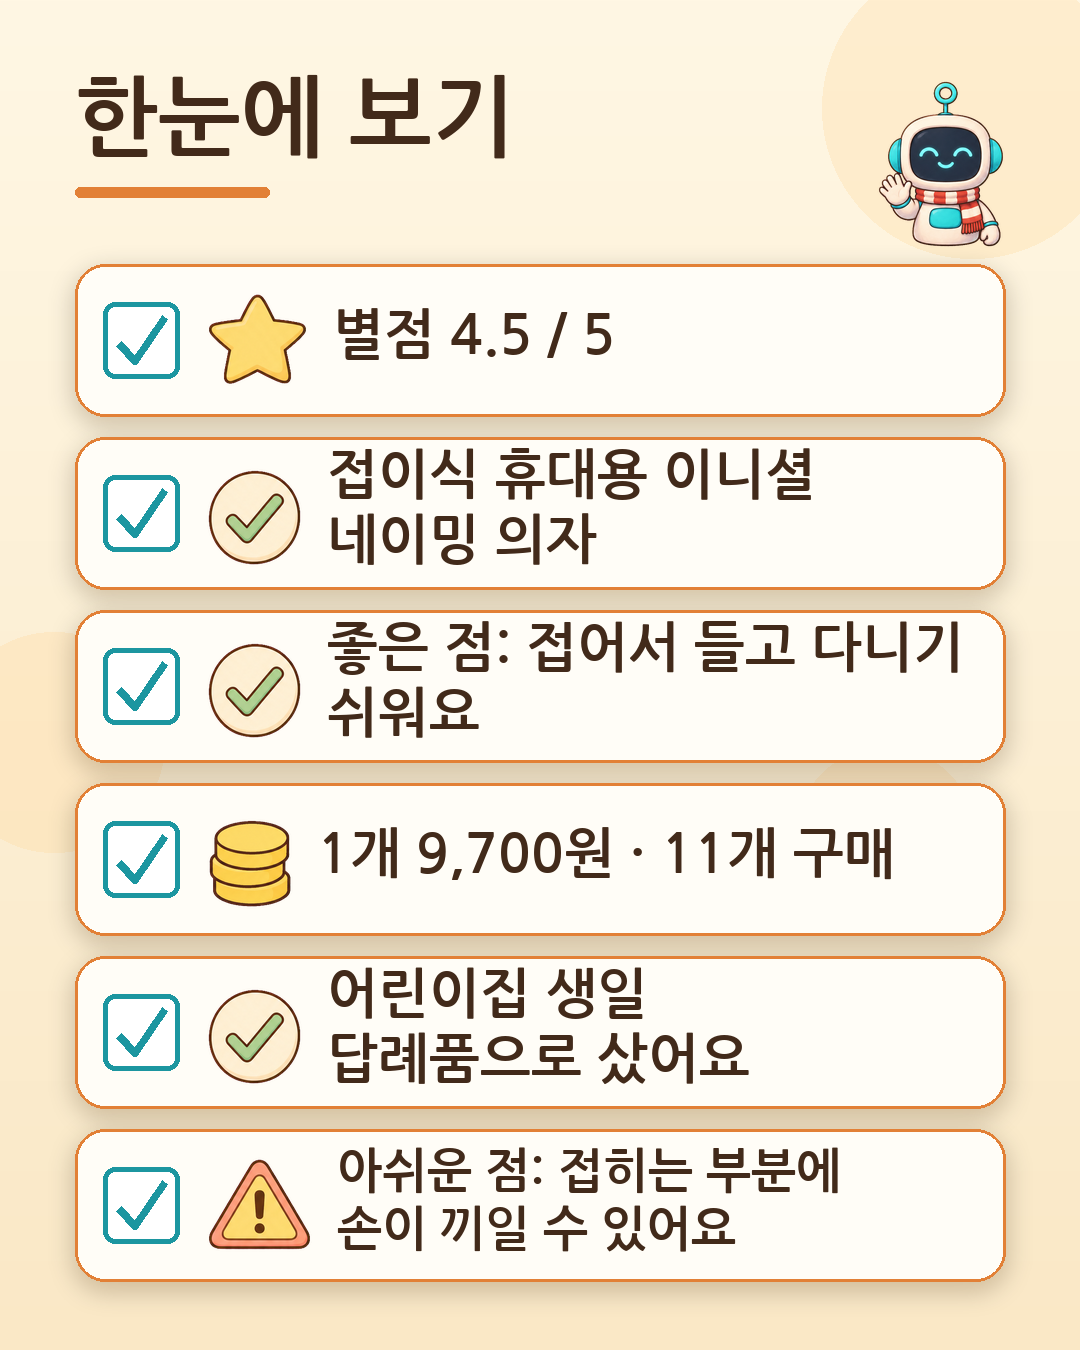 한눈에 보기
별점 4.5 / 5
접이식 휴대용 이니셜
네이밍 의자
좋은 점: 접어서 들고 다니기
쉬워요
1개 9,700원 · 11개 구매
어린이집 생일
답례품으로 샀어요
아쉬운 점: 접히는 부분에
손이 끼일 수 있어요